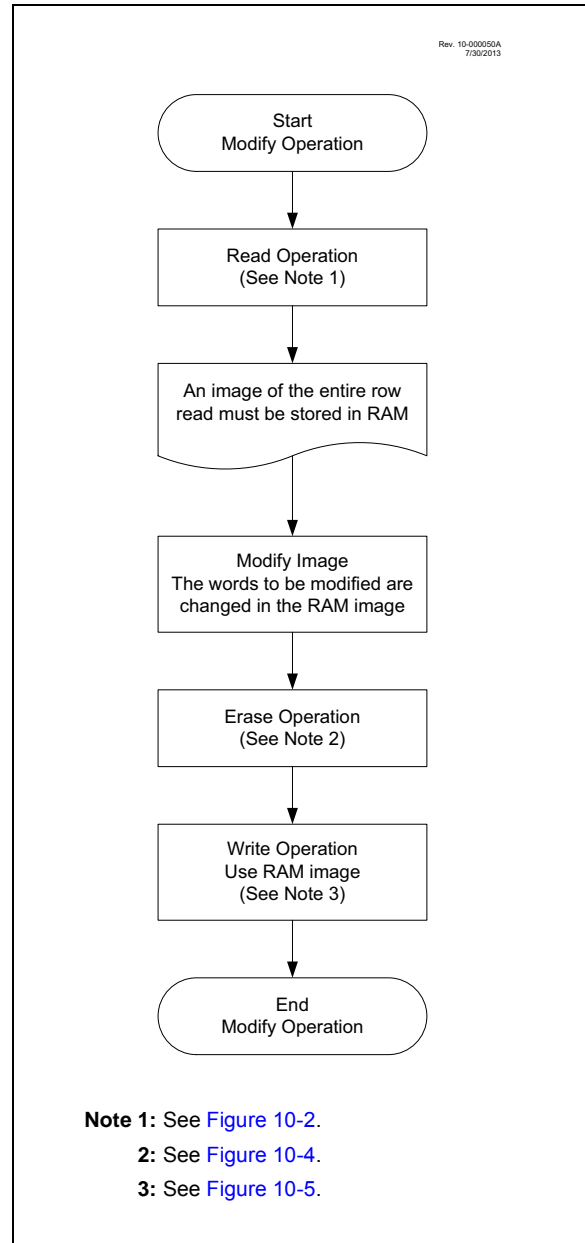 Rev. 10-000050A
7/30/2013
Start
Modify Operation
Read Operation
(See Note 1)
An image of the entire row
read must be stored in RAM
Modify Image
The words to be modified are
changed in the RAM image
Erase Operation
(See Note 2)
Write Operation
Use RAM image
(See Note 3)
End
Modify Operation
Note 1: See Figure 10-2.
2: See Figure 10-4.
3: See Figure 10-5.